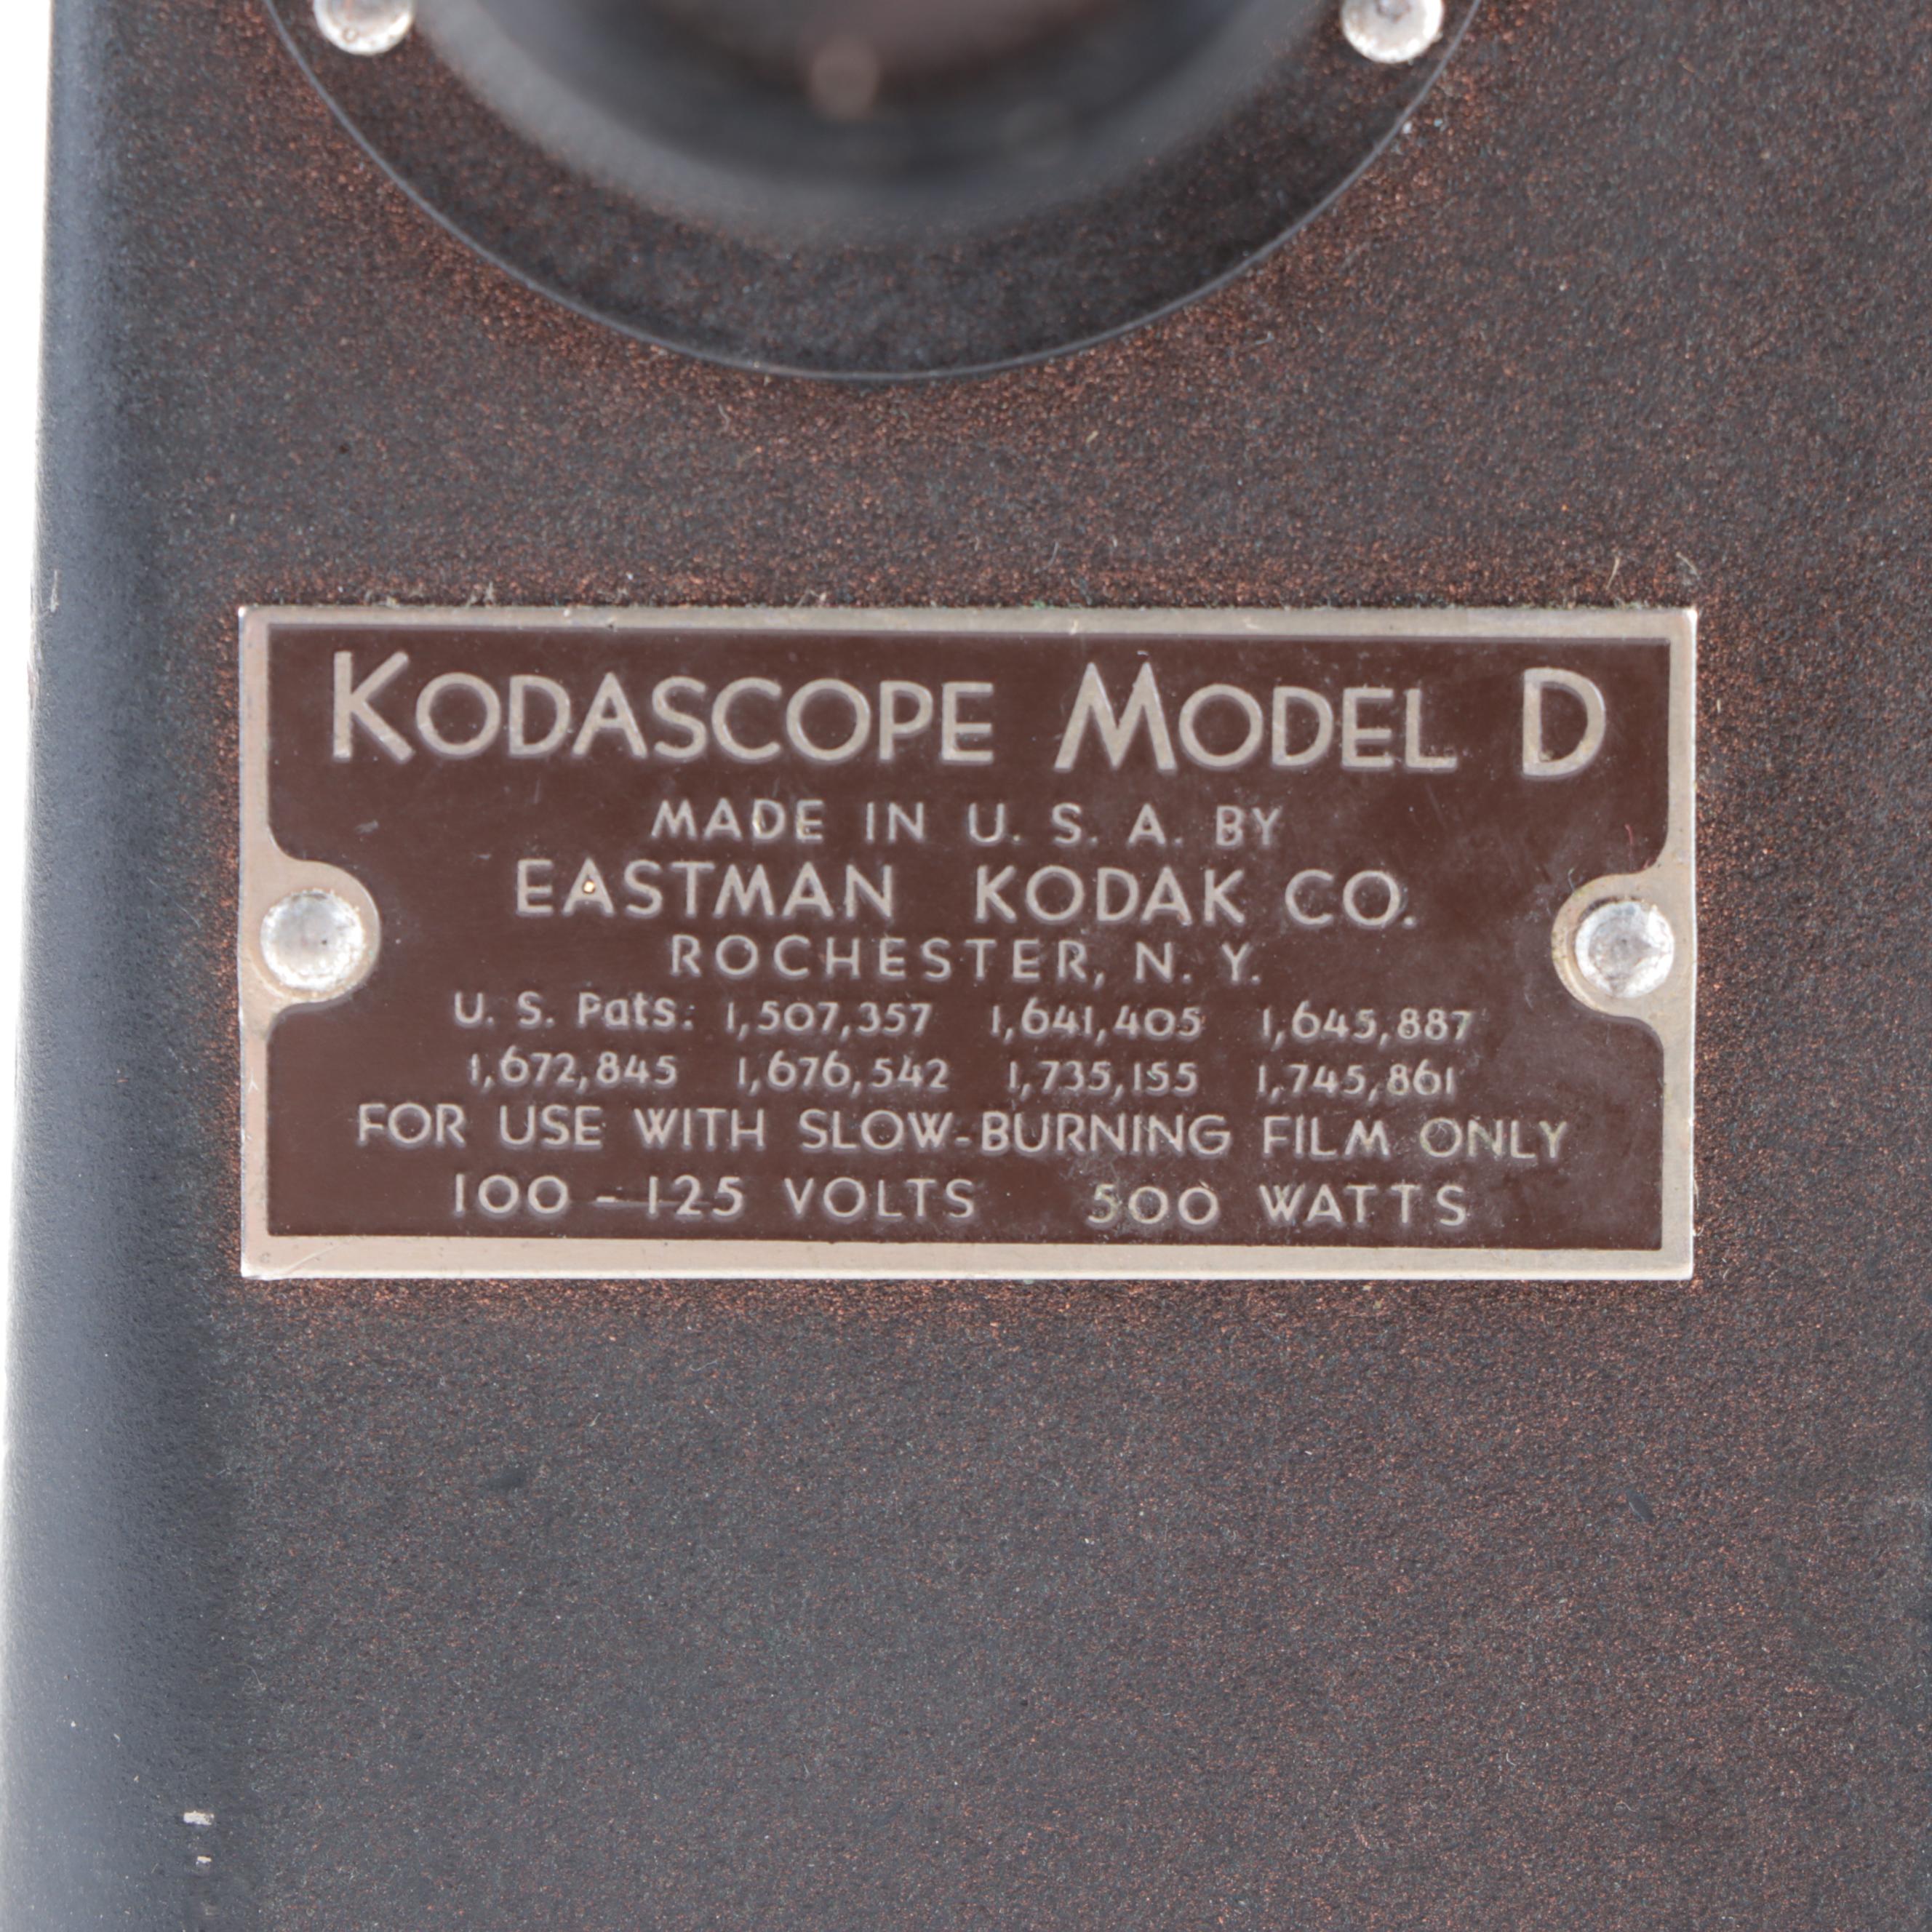 KODASCOPE MODEL D
MADE IN U. S. A. BY
EASTMAN KODAK CO.
ROCHESTER, N. Y.
U. S. Pats: 1,507,357 1,641,405 1,645,887
1,672,845 1,676,542 1,735,155 1,745,861
FOR USE WITH SLOW-BURNING FILM ONLY
100 - 125 VOLTS 500 WATTS